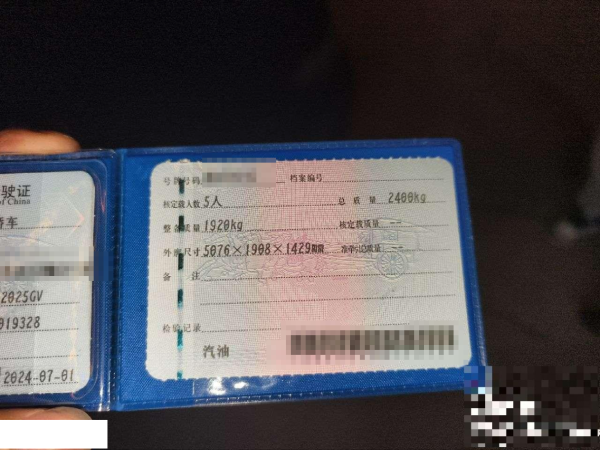 驶证
of China
轿车
2025GV
019328
2024-07-01
号牌号码 档案编号
核定载人数 5人 总质量 2400kg
整备质量 1920kg 核定载质量 --
外廓尺寸 5076×1908×1429mm 准牵引总质量 --
备注
检验记录
汽油